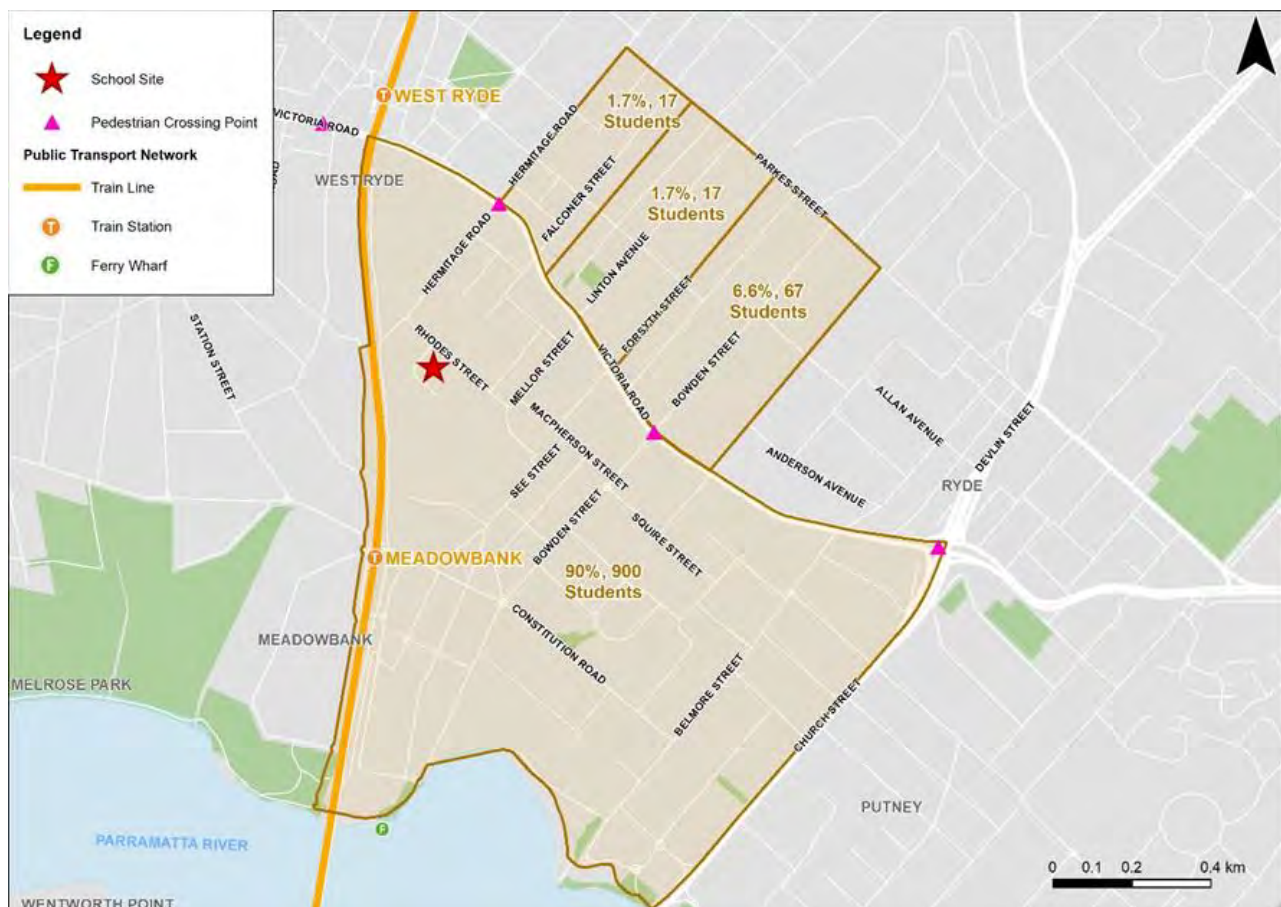 Legend
School Site
Pedestrian Crossing Point
Public Transport Network
Train Line
T
Train Station
F
Ferry Wharf
T WEST RYDE
VICTORIA ROAD
WEST RYDE
HERMITAGE ROAD
1.7%, 17
Students
FALCONER STREET
PARKES STREET
1.7%, 17
Students
HERMITAGE ROAD
LINTON AVENUE
6.6%, 67
Students
FORSYTH STREET
STATION STREET
RHODES STREET
MELLOR STREET
VICTORIA ROAD
BOWDEN STREET
MACPHERSON STREET
ALLAN AVENUE
DEVLIN STREET
ANDERSON AVENUE
RYDE
SEE STREET
BOWDEN STREET
SQUIRE STREET
T MEADOWBANK
90%, 900
Students
CONSTITUTION ROAD
MEADOWBANK
MELROSE PARK
BELMORE STREET
CHURCH STREET
PUTNEY
F
PARRAMATTA RIVER
0 0.1 0.2 0.4 km
WENTWORTH POINT